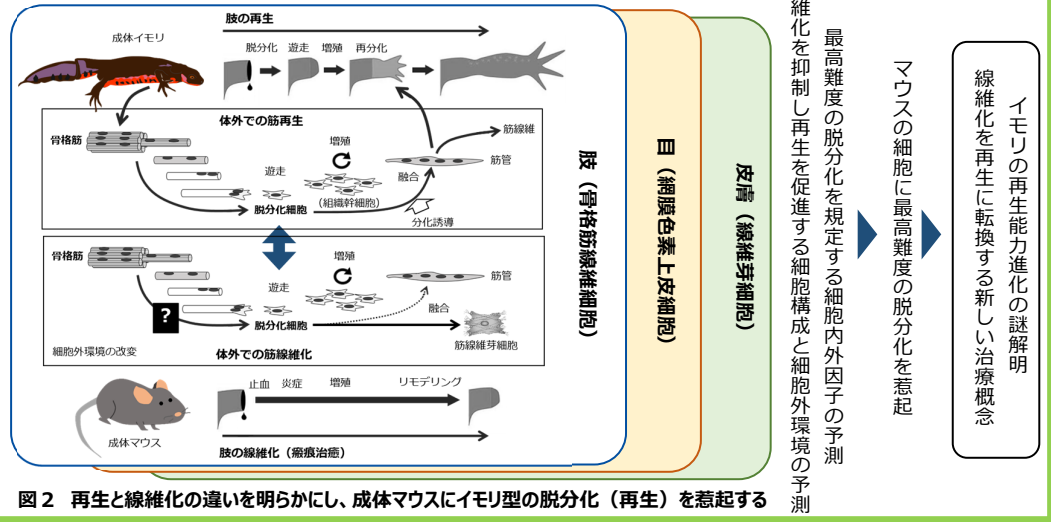 肢の再生
成体イモリ
脱分化 遊走 増殖 再分化
体外での筋再生
骨格筋
増殖
筋線維
遊走
筋管
融合
脱分化細胞
(組織幹細胞)
分化誘導
骨格筋
増殖
筋管
遊走
融合
?
脱分化細胞
筋線維芽細胞
細胞外環境の改変
体外での筋線維化
止血 炎症 増殖 リモデリング
成体マウス
肢の線維化(瘢痕治癒)
肢(骨格筋線維細胞)
目(網膜色素上皮細胞)
皮膚(線維芽細胞)
維化を抑制し再生を促進する細胞構成と細胞外環境の予測
最高難度の脱分化を規定する細胞内外因子の予測
マウスの細胞に最高難度の脱分化を惹起
イモリの再生能力進化の謎解明
線維化を再生に転換する新しい治療概念
図2 再生と線維化の違いを明らかにし、成体マウスにイモリ型の脱分化(再生)を惹起する